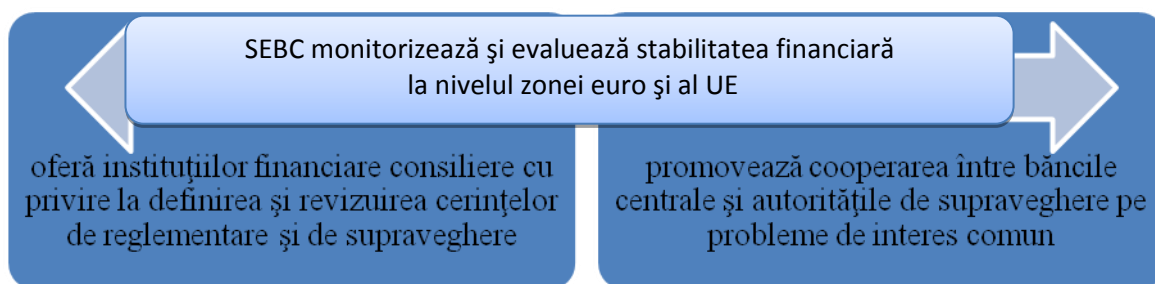 SEBC monitorizează şi evaluează stabilitatea financiară
la nivelul zonei euro şi al UE
oferă instituţiilor financiare consiliere cu
privire la definirea şi revizuirea cerinţelor
de reglementare şi de supraveghere
promovează cooperarea între băncile
centrale şi autorităţile de supraveghere pe
probleme de interes comun